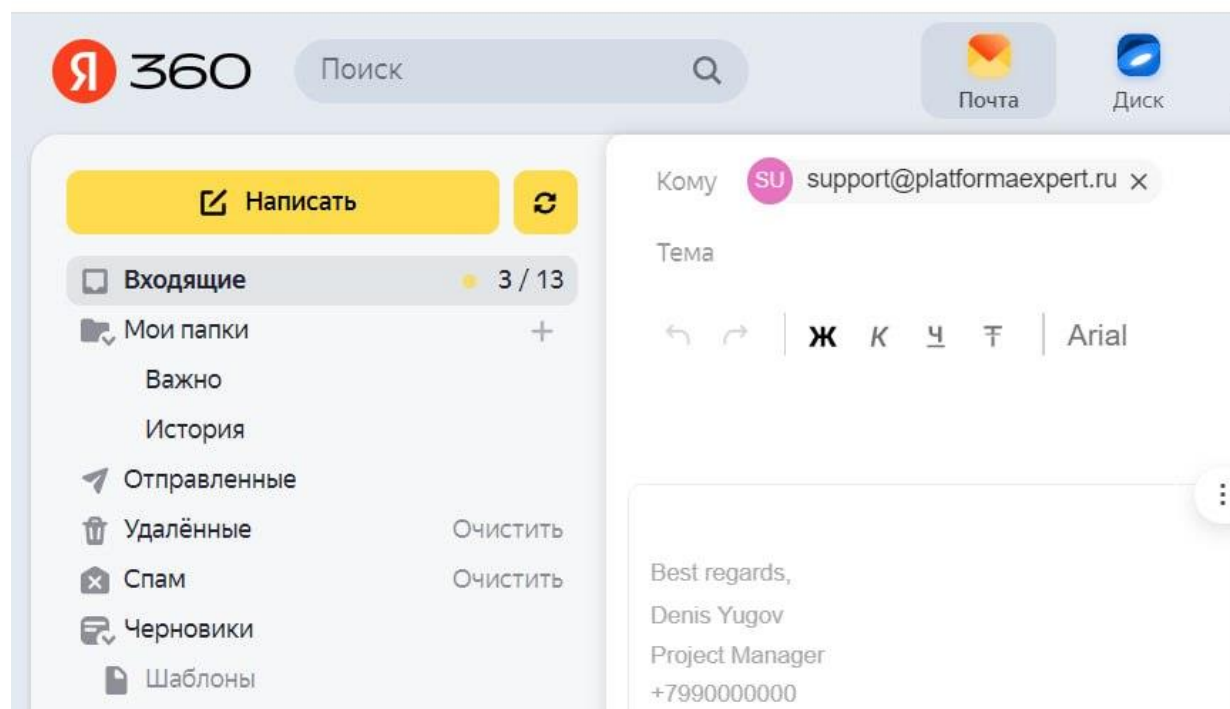 Я 360
Поиск
Почта
Диск
Написать
Входящие 3 / 13
Мои папки
Важно
История
Отправленные
Удалённые Очистить
Спам Очистить
Черновики
Шаблоны
Кому SU support@platformaexpert.ru
Тема
Ж К Ч Т Arial
Best regards,
Denis Yugov
Project Manager
+7990000000